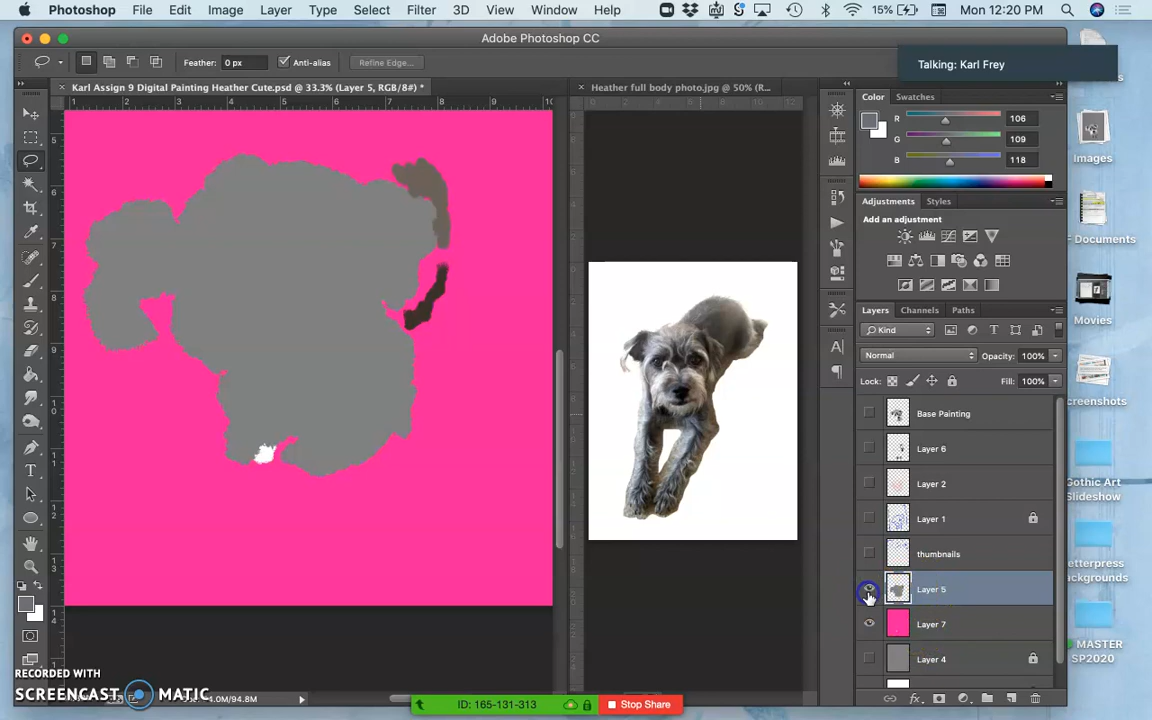 Photoshop File Edit Image Layer Type Select Filter 3D View Window Help 15% Mon 12:20 PM
Adobe Photoshop CC
Feather: 0 px Anti-alias Refine Edge...
Talking: Karl Frey
Karl Assign 9 Digital Painting Heather Cute.psd @ 33.3% (Layer 5, RGB/8#) *
Heather full body photo.jpg @ 50% (R...
Color Swatches
R 106
G 109
B 118
Images
Adjustments Styles
Add an adjustment
F Documents
Movies
Layers Channels Paths
Kind
Normal Opacity: 100%
Lock: Fill: 100%
creenshots
Base Painting
Layer 6
Layer 2
Gothic Art
Slideshow
Layer 1
thumbnails
etterpress
ackgrounds
Layer 5
Layer 7
Layer 4
MASTER
SP2020
RECORDED WITH
SCREENCAST MATIC
4.0M/94.8M
ID: 165-131-313 Stop Share